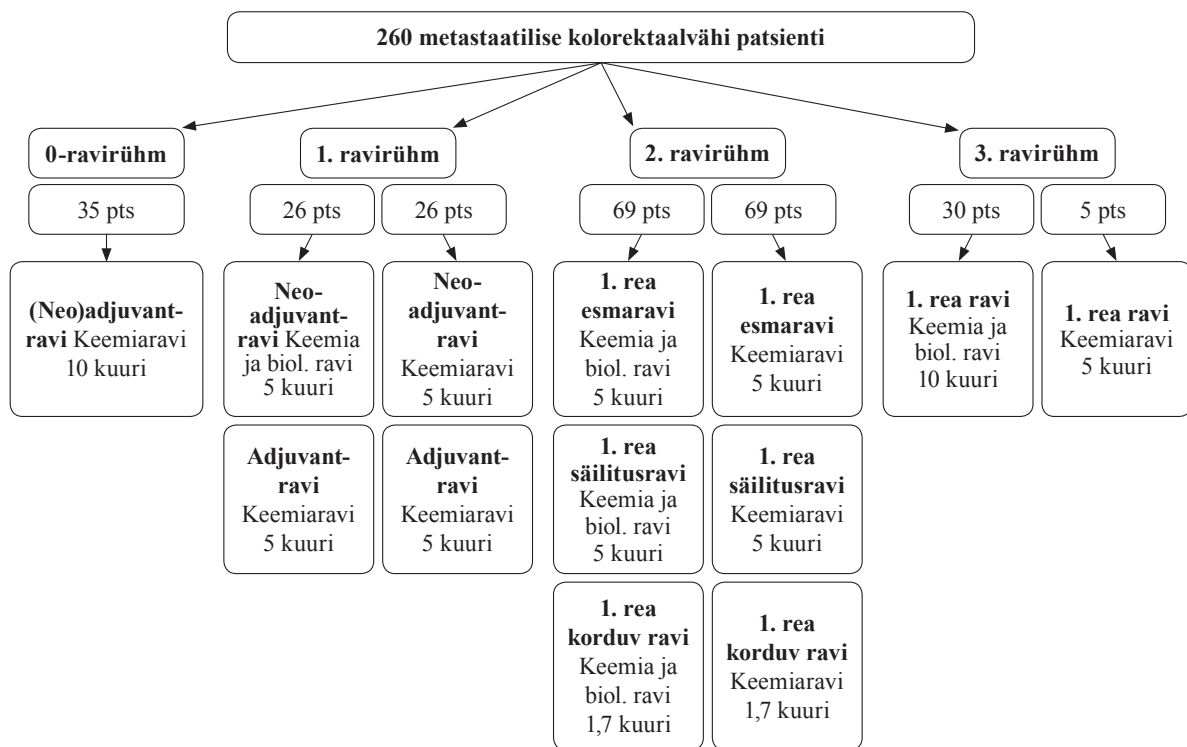 260 metastaatilise kolorektaalvähi patsienti
0-ravirühm
1. ravirühm
2. ravirühm
3. ravirühm
35 pts
26 pts
26 pts
69 pts
69 pts
30 pts
5 pts
(Neo)adjuvant-
ravi Keemiaravi
10 kuuri
Neo-
adjuvant-
ravi Keemia
ja biol. ravi
5 kuuri
Neo-
adjuvant-
ravi
Keemiaravi
5 kuuri
1. rea
esmaravi
Keemia ja
biol. ravi
5 kuuri
1. rea
esmaravi
Keemiaravi
5 kuuri
1. rea ravi
Keemia ja
biol. ravi
10 kuuri
1. rea ravi
Keemiaravi
5 kuuri
Adjuvant-
ravi
Keemiaravi
5 kuuri
Adjuvant-
ravi
Keemiaravi
5 kuuri
1. rea
säilitusravi
Keemia ja
biol. ravi
5 kuuri
1. rea
säilitusravi
Keemiaravi
5 kuuri
1. rea
korduv ravi
Keemia ja
biol. ravi
1,7 kuuri
1. rea
korduv ravi
Keemiaravi
1,7 kuuri